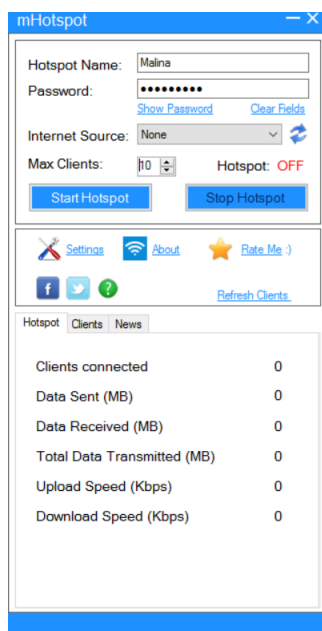 mHotspot
Hotspot Name: Malina
Password: •••••••••
Show Password Clear Fields
Internet Source: None
Max Clients: 10 Hotspot: OFF
Start Hotspot Stop Hotspot
Settings About Rate Me :)
f ?
Refresh Clients
Hotspot Clients News
Clients connected 0
Data Sent (MB) 0
Data Received (MB) 0
Total Data Transmitted (MB) 0
Upload Speed (Kbps) 0
Download Speed (Kbps) 0